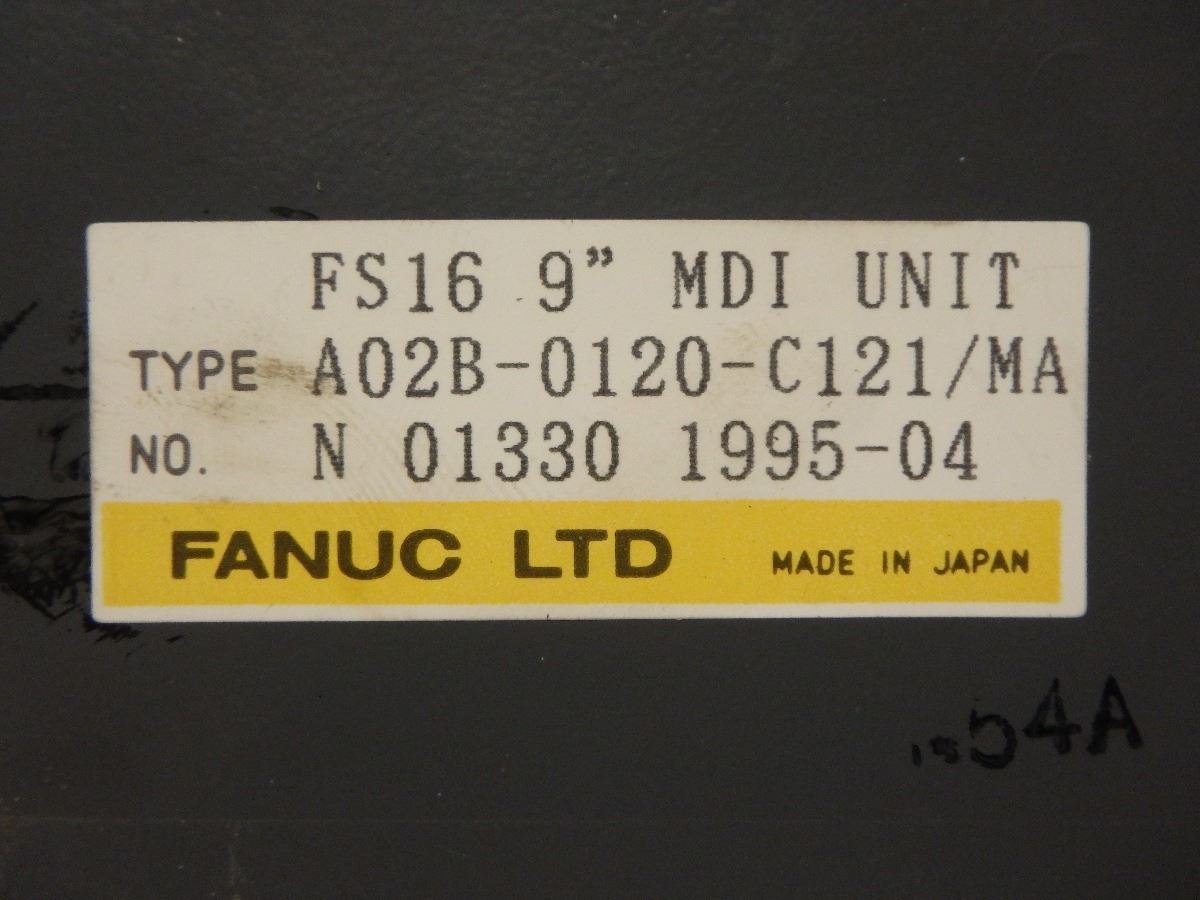 FS16 9” MDI UNIT
TYPE A02B-0120-C121/MA
NO. N 01330 1995-04
FANUC LTD MADE IN JAPAN
54A